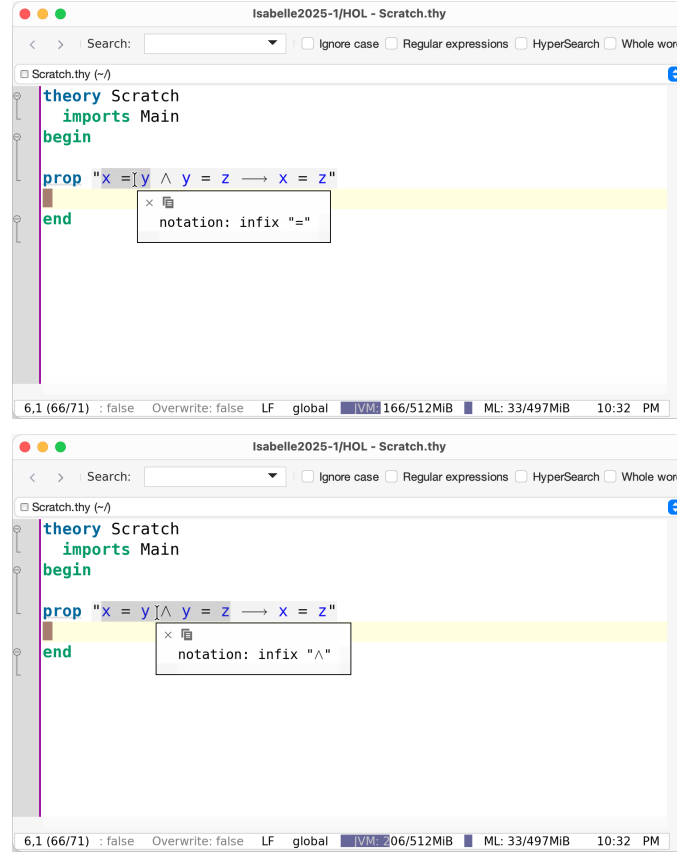 Isabelle2025-1/HOL - Scratch.thy
Search: Ignore case Regular expressions HyperSearch Whole wor
Scratch.thy (~/)
theory Scratch
imports Main
begin
prop "x = y ∧ y = z ⟶ x = z"
notation: infix "="
end
6,1 (66/71) : false Overwrite: false LF global JVM: 166/512MiB ML: 33/497MiB 10:32 PM
Isabelle2025-1/HOL - Scratch.thy
Search: Ignore case Regular expressions HyperSearch Whole wor
Scratch.thy (~/)
theory Scratch
imports Main
begin
prop "x = y ∧ y = z ⟶ x = z"
notation: infix "∧"
end
6,1 (66/71) : false Overwrite: false LF global JVM: 206/512MiB ML: 33/497MiB 10:32 PM